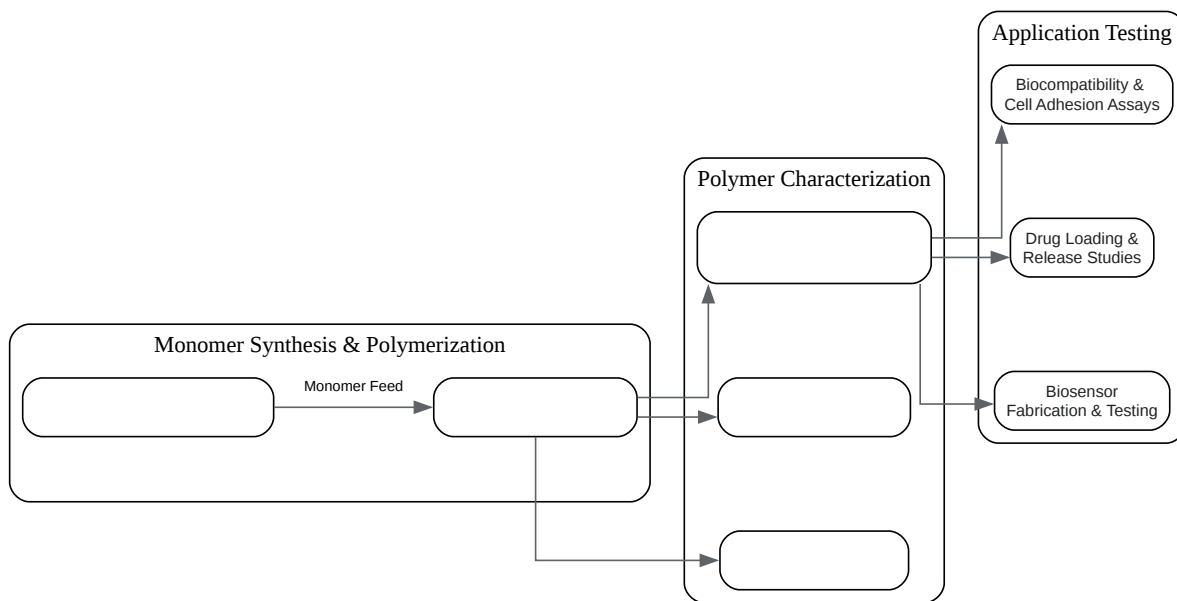 Application Testing
Biocompatibility &
Cell Adhesion Assays
Polymer Characterization
Drug Loading &
Release Studies
Monomer Synthesis & Polymerization
Monomer Feed
Biosensor
Fabrication & Testing